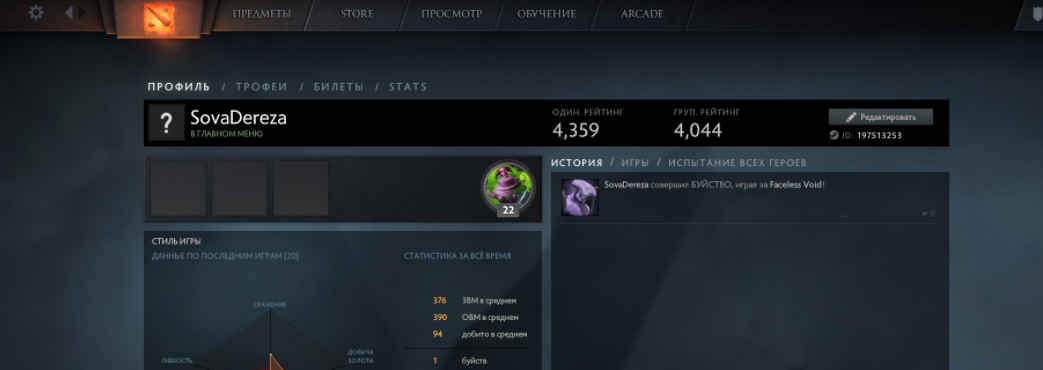 ПРЕДМЕТЫ STORE ПРОСМОТР ОБУЧЕНИЕ ARCADE
ПРОФИЛЬ / ТРОФЕИ / БИЛЕТЫ / STATS
? SovaDereza
В ГЛАВНОМ МЕНЮ
ОДИН. РЕЙТИНГ
4,359
ГРУП. РЕЙТИНГ
4,044
Редактировать
ID: 197513253
22
ИСТОРИЯ / ИГРЫ / ИСПЫТАНИЕ ВСЕХ ГЕРОЕВ
SovaDereza совершил БУЙСТВО, играя за Faceless Void!
0
СТИЛЬ ИГРЫ
ДАННЫЕ ПО ПОСЛЕДНИМ ИГРАМ (20)
СРАЖЕНИЕ
ГИБКОСТЬ
ДОБЫЧА
ЗОЛОТА
СТАТИСТИКА ЗА ВСЁ ВРЕМЯ
376 ЗВМ в среднем
390 ОВМ в среднем
94 добито в среднем
1 буйств